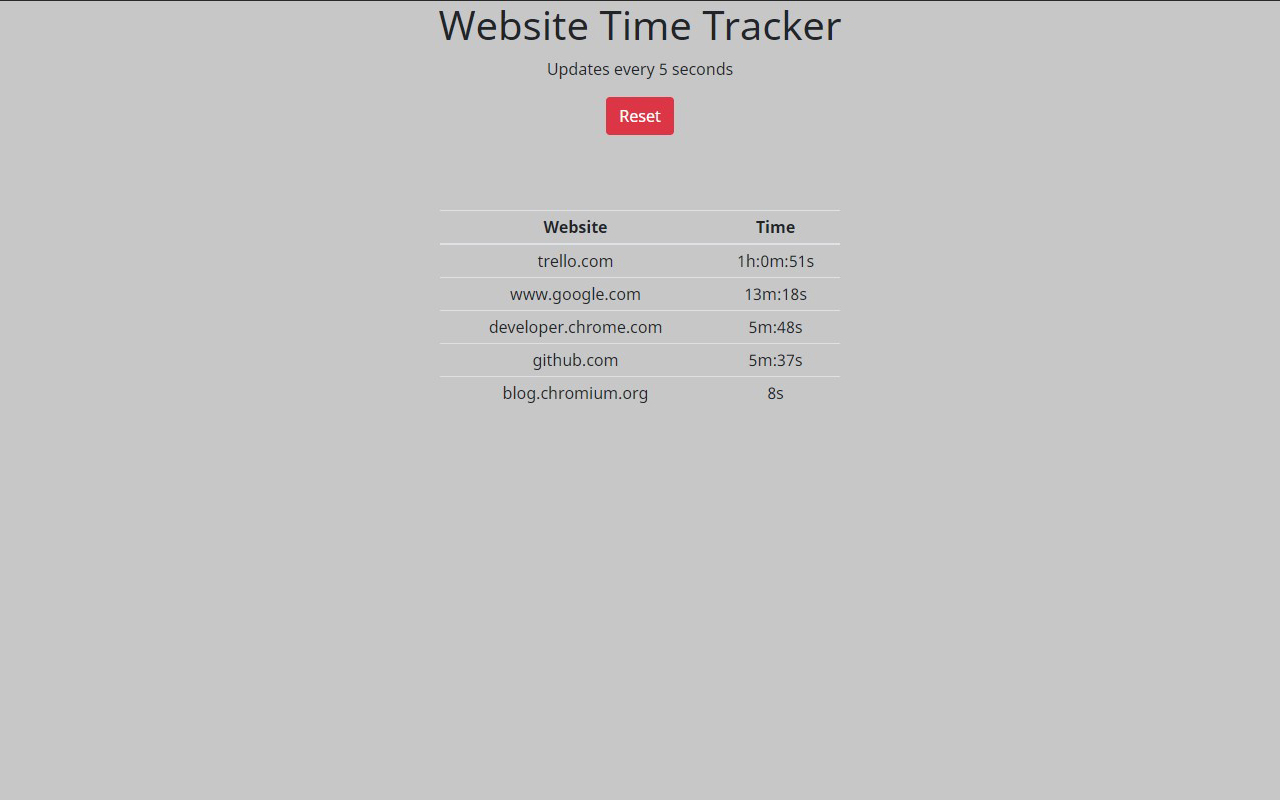 Website Time Tracker
Updates every 5 seconds
Reset
Website Time
trello.com 1h:0m:51s
www.google.com 13m:18s
developer.chrome.com 5m:48s
github.com 5m:37s
blog.chromium.org 8s